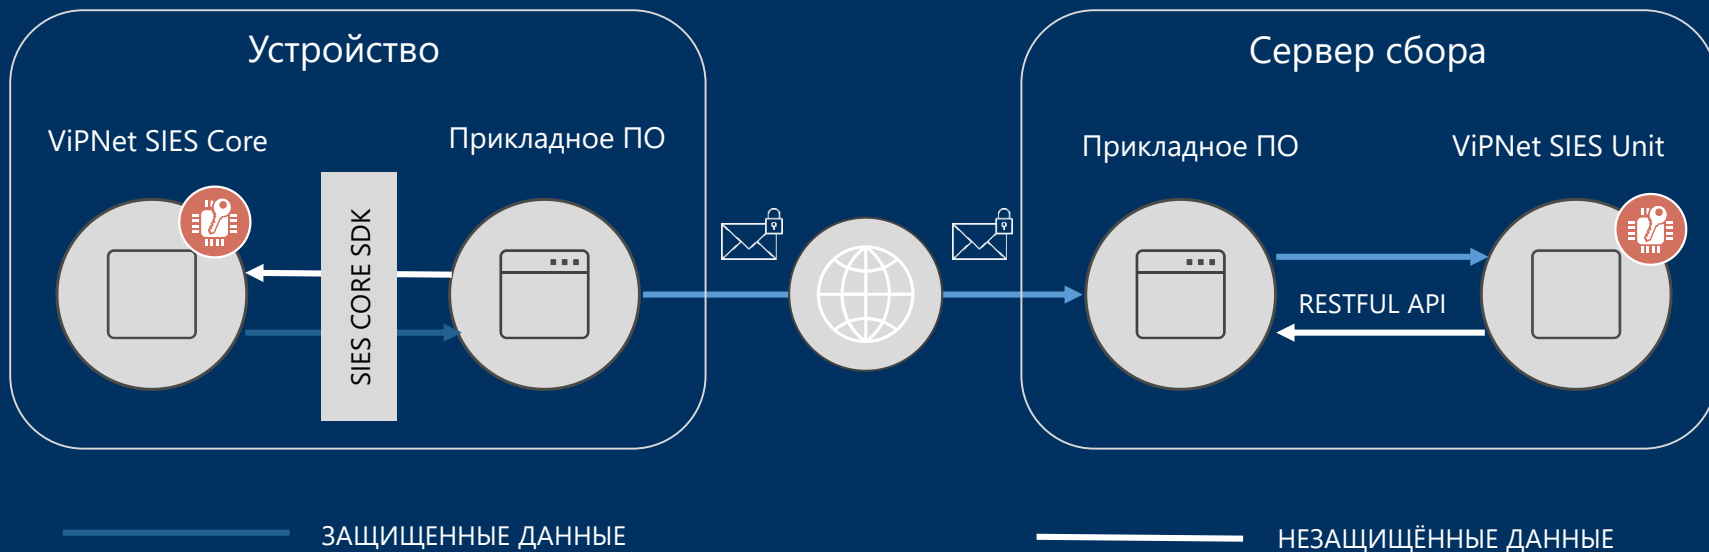 Устройство
Сервер сбора
ViPNet SIES Core
Прикладное ПО
Прикладное ПО
ViPNet SIES Unit
SIES CORE SDK
RESTFUL API
ЗАЩИЩЕННЫЕ ДАННЫЕ
НЕЗАЩИЩЁННЫЕ ДАННЫЕ